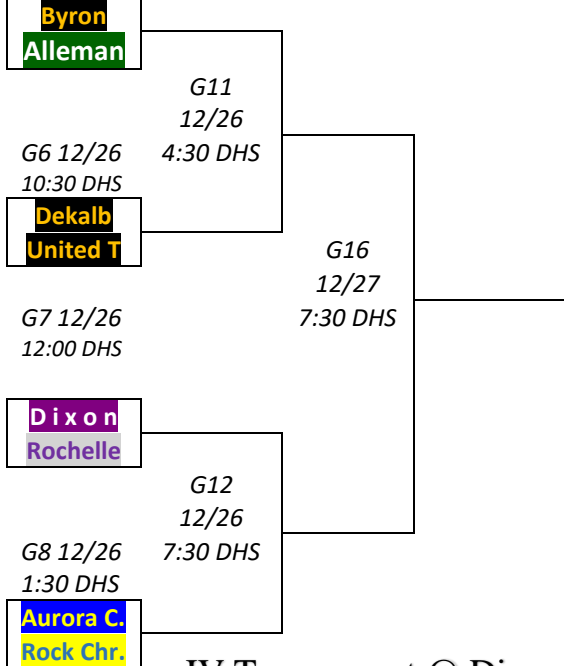 Byron
Alleman
G11
12/26
4:30 DHS
G6 12/26
10:30 DHS
Dekalb
United T
G16
12/27
7:30 DHS
G7 12/26
12:00 DHS
Dixon
Rochelle
G12
12/26
7:30 DHS
G8 12/26
1:30 DHS
Aurora C.
Rock Chr.